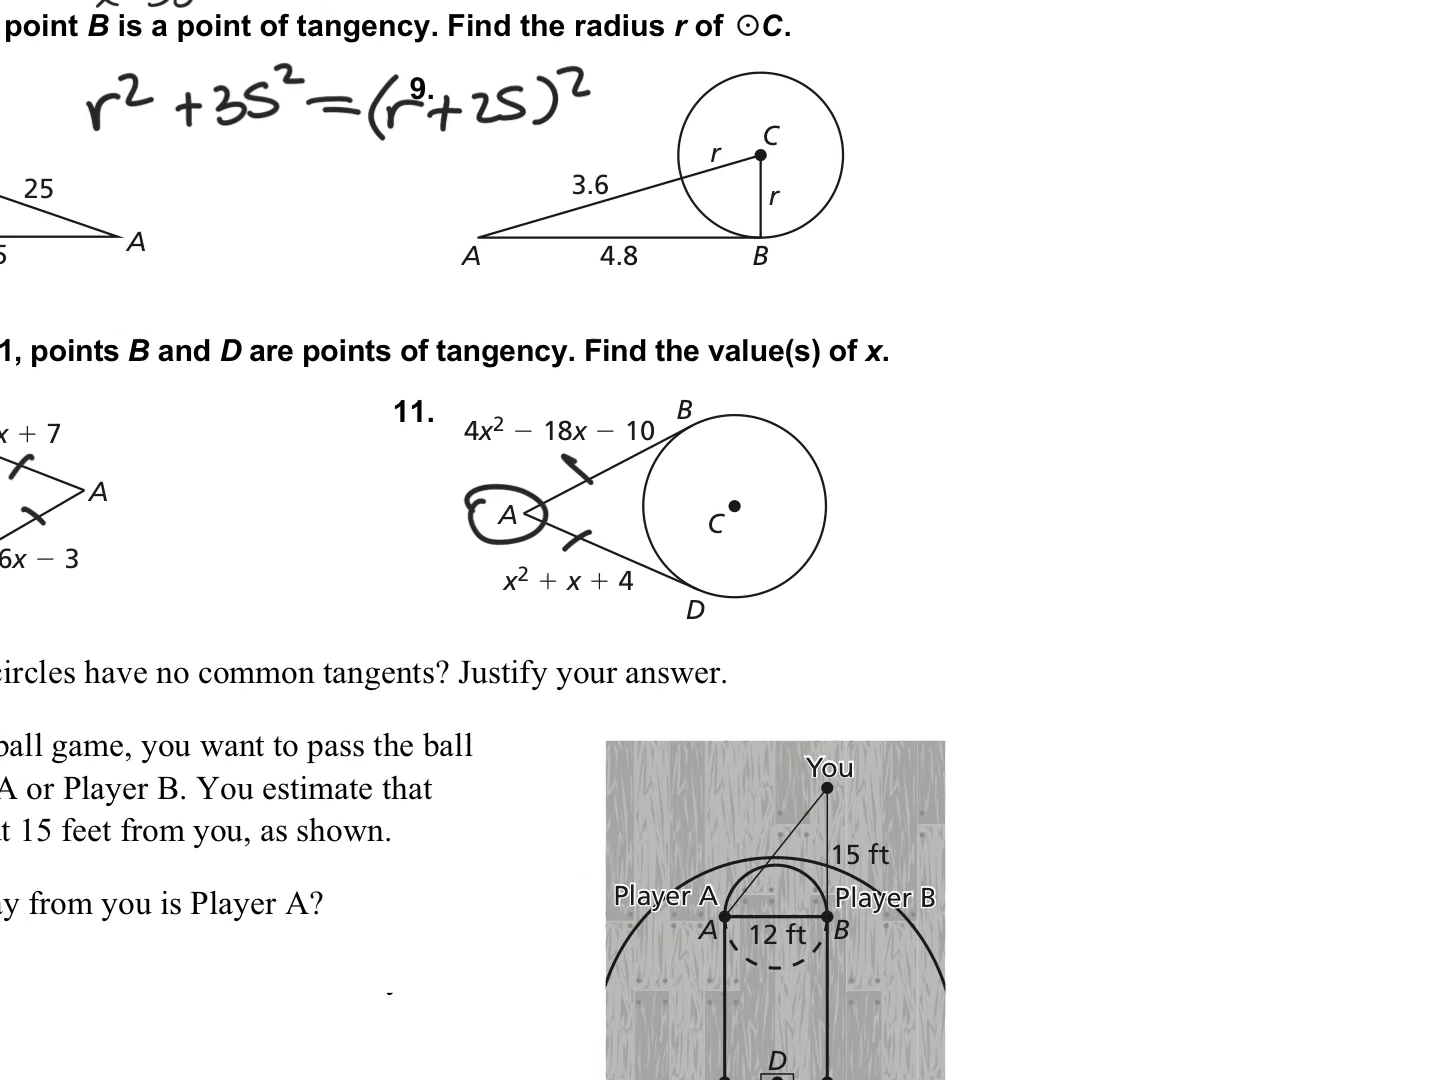 point B is a point of tangency. Find the radius r of ⊙C.
r² + 35² = (r + 25)²
9.
C
r
25
3.6
r
A
A
4.8
B
1, points B and D are points of tangency. Find the value(s) of x.
11.
B
x + 7
4x² − 18x − 10
A
A
C
6x − 3
x² + x + 4
D
circles have no common tangents? Justify your answer.
ball game, you want to pass the ball
A or Player B. You estimate that
t 15 feet from you, as shown.
y from you is Player A?
You
15 ft
Player A
Player B
A
12 ft
B
D